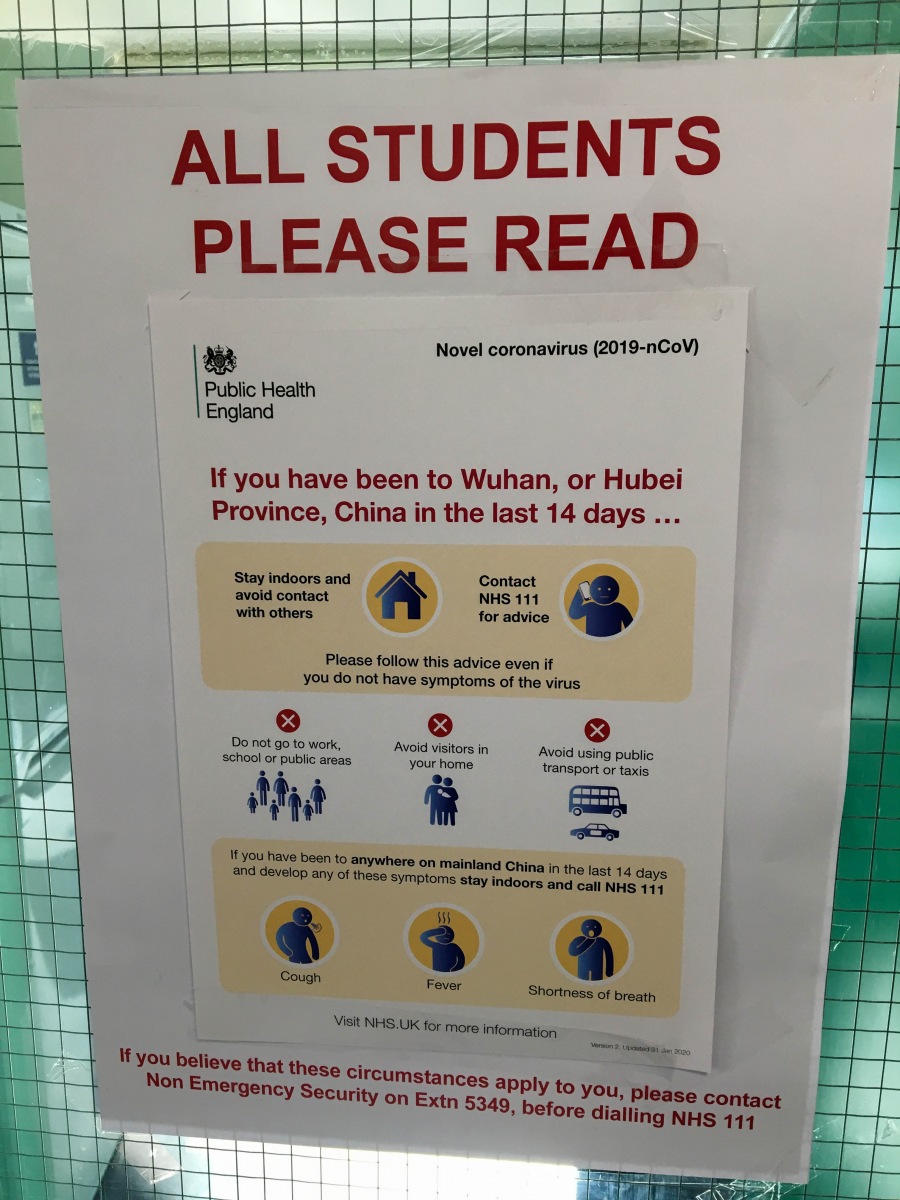 ALL STUDENTS
PLEASE READ
Novel coronavirus (2019-nCoV)
Public Health
England
If you have been to Wuhan, or Hubei
Province, China in the last 14 days ...
Stay indoors and
avoid contact
with others
Contact
NHS 111
for advice
Please follow this advice even if
you do not have symptoms of the virus
Do not go to work,
school or public areas
Avoid visitors in
your home
Avoid using public
transport or taxis
If you have been to anywhere on mainland China in the last 14 days
and develop any of these symptoms stay indoors and call NHS 111
Cough
Fever
Shortness of breath
Visit NHS.UK for more information
Version 2. Updated 31 Jan 2020
If you believe that these circumstances apply to you, please contact
Non Emergency Security on Extn 5349, before dialling NHS 111